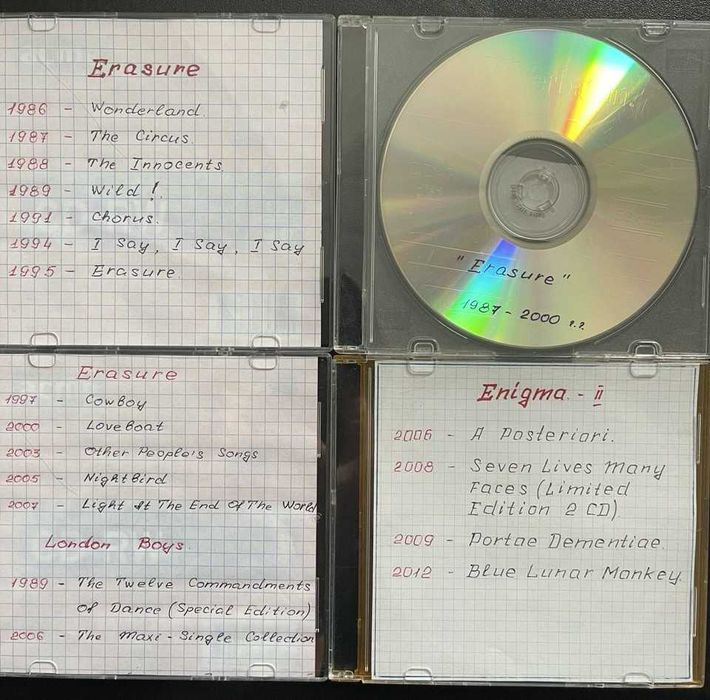 Erasure
1986 - Wonderland.
1987 - The Circus.
1988 - The Innocents.
1989 - Wild!
1991 - Chorus.
1994 - I Say, I Say, I Say
1995 - Erasure.
"Erasure"
1987 - 2000 г.г.
Erasure
1997 - Cowboy
2000 - Loveboat
2003 - Other People's Songs
2005 - Nightbird
2007 - Light At The End Of The World
London Boys.
1989 - The Twelve Commandments
Of Dance (Special Edition)
2006 - The Maxi-Single Collection
Enigma - II
2006 - A Posteriori.
2008 - Seven Lives Many
Faces (Limited
Edition 2 CD)
2009 - Portae Dementiae.
2012 - Blue Lunar Monkey.